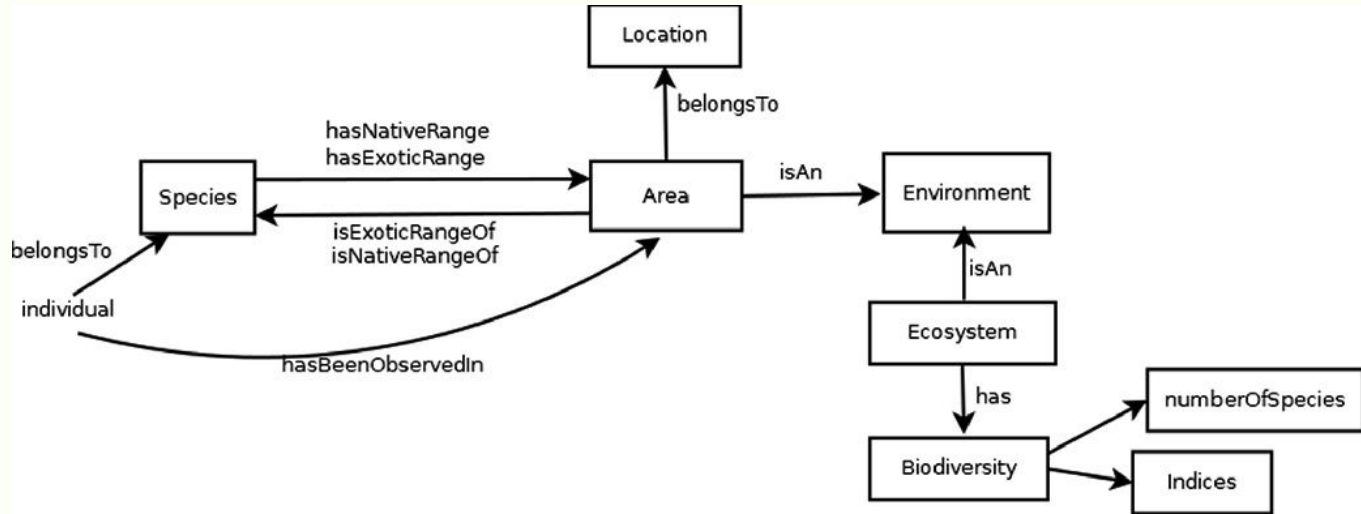 Location
belongsTo
hasNativeRange
hasExoticRange
isAn
Species
Area
Environment
isExoticRangeOf
isNativeRangeOf
belongsTo
isAn
individual
Ecosystem
hasBeenObservedIn
has
numberOfSpecies
Biodiversity
Indices